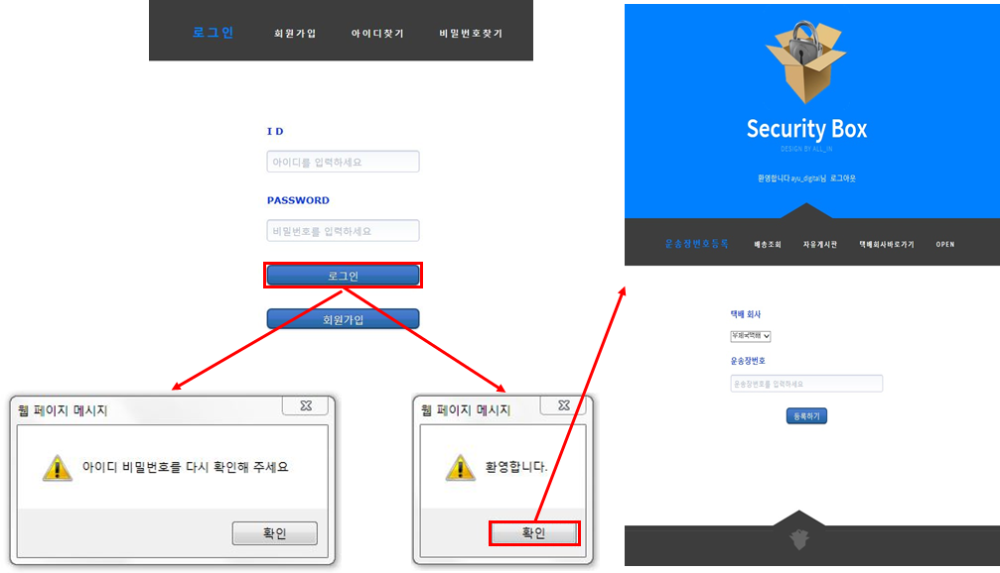 로그인 회원가입 아이디찾기 비밀번호찾기
I D
아이디를 입력하세요
PASSWORD
비밀번호를 입력하세요
로그인
회원가입
웹 페이지 메시지
아이디 비밀번호를 다시 확인해 주세요
확인
웹 페이지 메시지
환영합니다.
확인
Security Box
DESIGN BY ALL_IN
환영합니다 ayu_digital님 로그아웃
운송장번호등록 배송조회 자유게시판 택배회사바로가기 OPEN
택배 회사
우체국택배
운송장번호
운송장번호를 입력하세요
등록하기